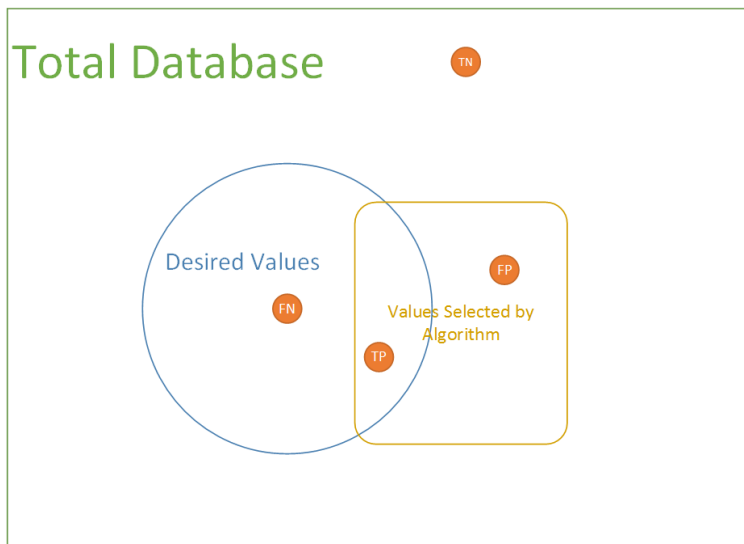 Total Database
TN
Desired Values
FP
FN
Values Selected by
Algorithm
TP